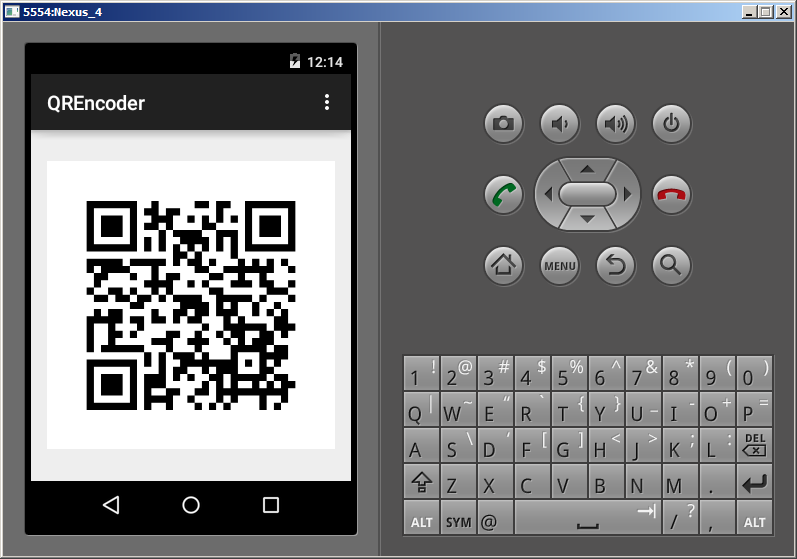 5554:Nexus_4
12:14
QREncoder
MENU
1 ! 2 @ 3 # 4 $ 5 % 6 ^ 7 & 8 * 9 ( 0 )
Q | W ~ E “ R ` T { Y } U _ I - O + P =
A S \ D ‘ F [ G ] H < J > K ; L : DEL
Z X C V B N M .
ALT SYM @ / ? , ALT